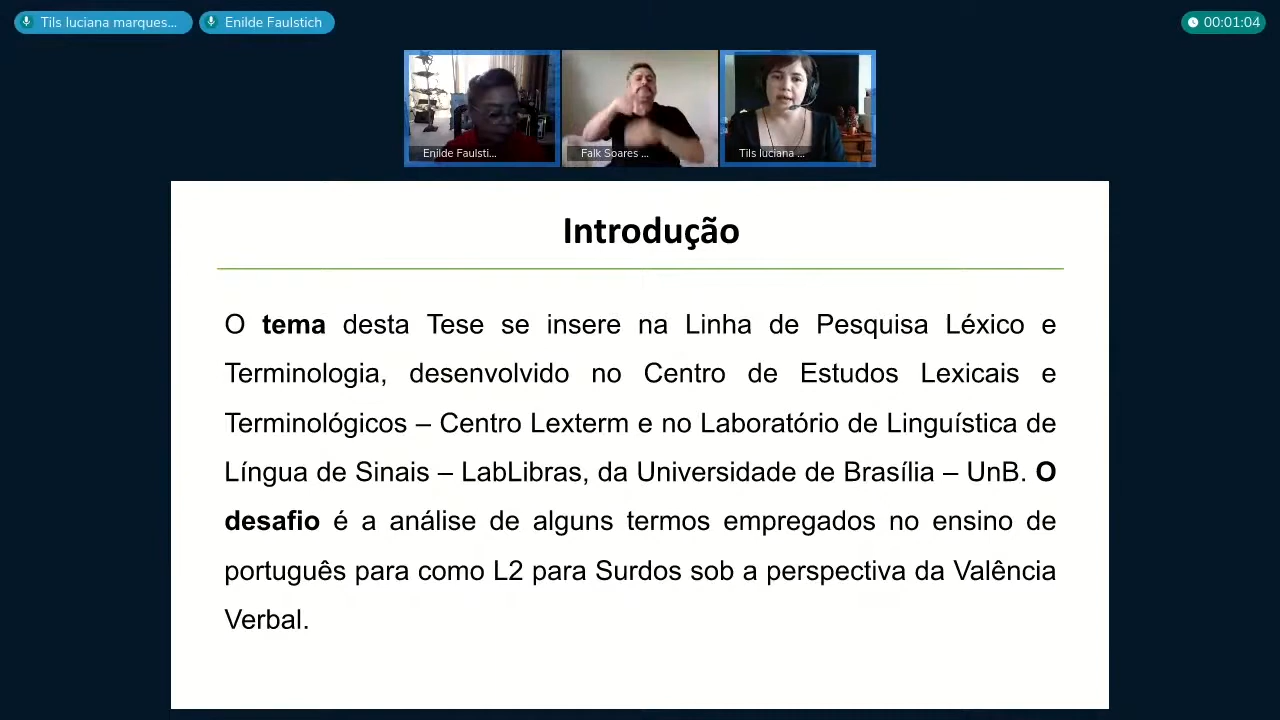 Tils luciana marques...
Enilde Faulstich
00:01:04
Enilde Faulsti...
Falk Soares ...
Tils luciana ...
Introdução
O tema desta Tese se insere na Linha de Pesquisa Léxico e
Terminologia, desenvolvido no Centro de Estudos Lexicais e
Terminológicos – Centro Lexterm e no Laboratório de Linguística de
Língua de Sinais – LabLibras, da Universidade de Brasília – UnB. O
desafio é a análise de alguns termos empregados no ensino de
português para como L2 para Surdos sob a perspectiva da Valência
Verbal.